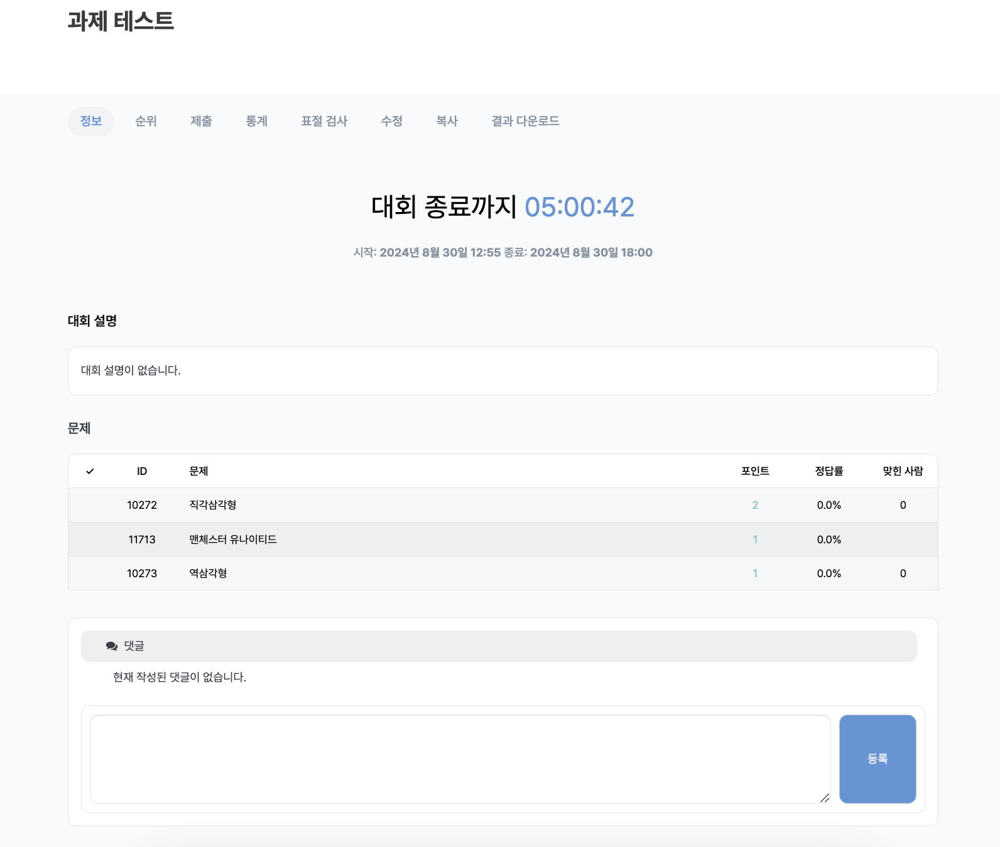 과제 테스트
정보 순위 제출 통계 표절 검사 수정 복사 결과 다운로드
대회 종료까지 05:00:42
시작: 2024년 8월 30일 12:55 종료: 2024년 8월 30일 18:00
대회 설명
대회 설명이 없습니다.
문제
ID 문제 포인트 정답률 맞힌 사람
10272 직각삼각형 2 0.0% 0
11713 맨체스터 유나이티드 1 0.0%
10273 역삼각형 1 0.0% 0
댓글
현재 작성된 댓글이 없습니다.
등록